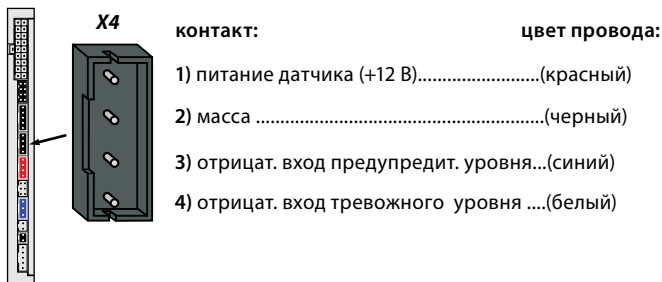 X4
контакт: цвет провода:
1) питание датчика (+12 В).........................(красный)
2) масса ............................................................(черный)
3) отрицат. вход предупредит. уровня...(синий)
4) отрицат. вход тревожного уровня ....(белый)